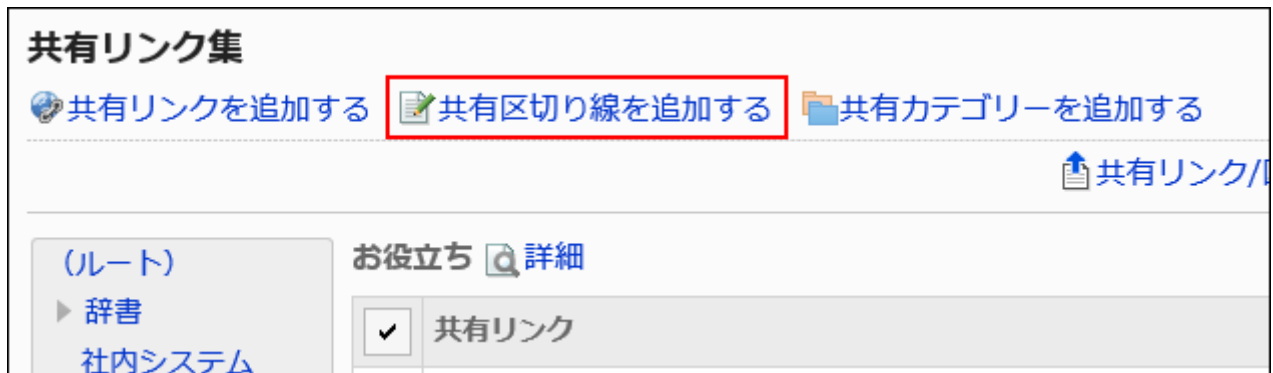 共有リンク集
共有リンクを追加する 共有区切り線を追加する 共有カテゴリーを追加する
共有リンク/
(ルート)
辞書
社内システム
お役立ち 詳細
共有リンク